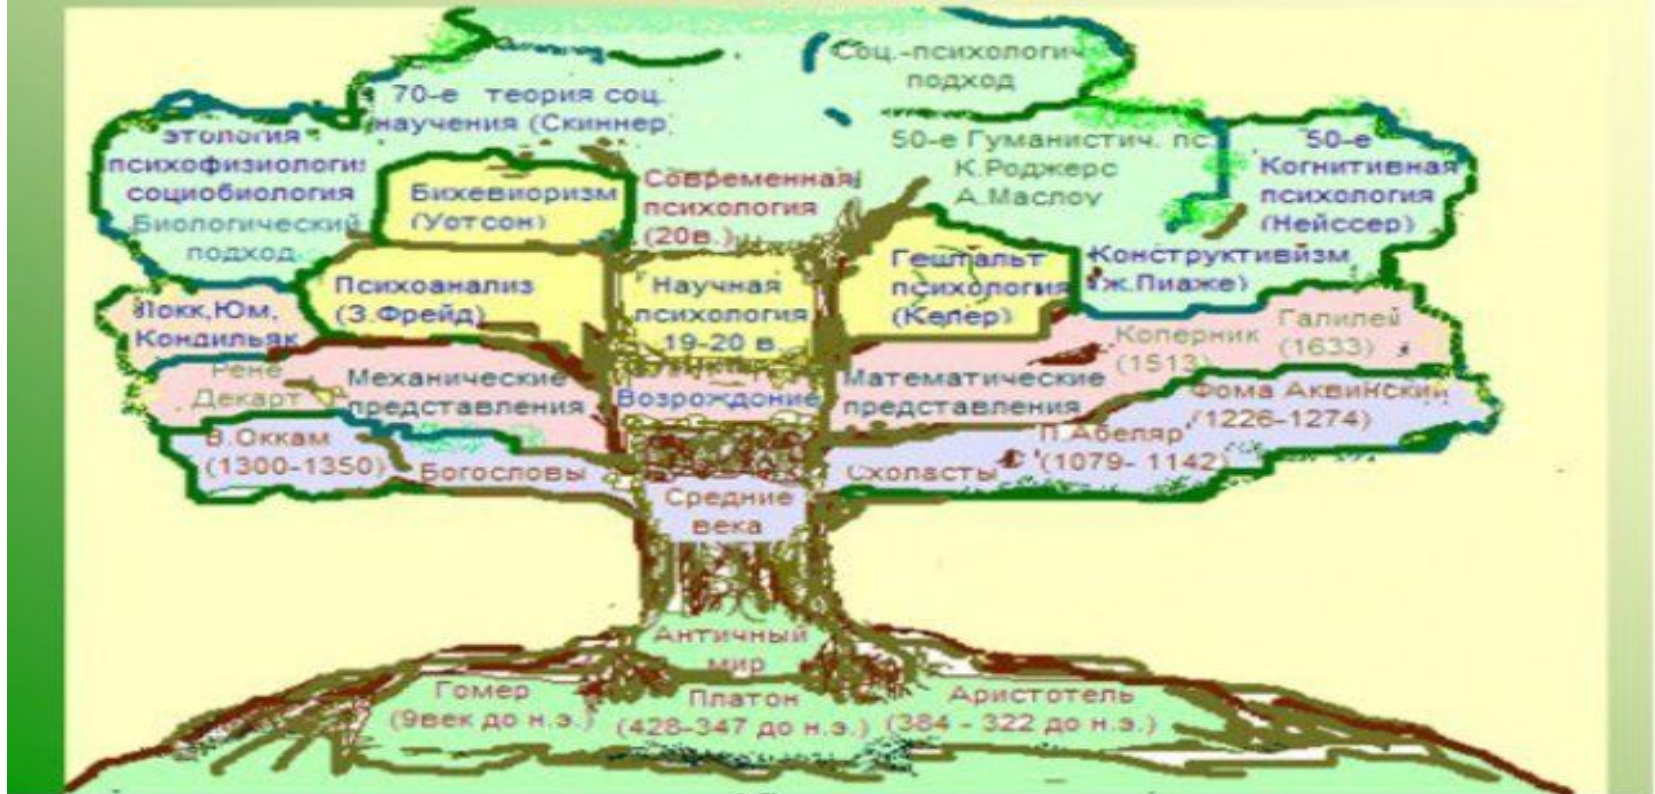 Соц.-психологич
подход
70-е теория соц.
научения (Скиннер
этология
психофизиологи
социобиология
Биологический
подход
Бихевиоризм
(Уотсон)
Современная
психология
(20в.)
50-е Гуманистич. пс.
К.Роджерс
А.Маслоу
50-е
Когнитивная
психология
(Нейссер)
Конструктивизм
(ж.Пиаже)
Психоанализ
(З.Фрейд)
Научная
психология
19-20 в
Гештальт
психология
(Келер)
Локк,Юм,
Кондильяк
Коперник
(1513)
Галилей
(1633)
Рене
Декарт
Механические
представления
Возрождение
Математические
представления
Фома Аквинский
(1226-1274)
В.Оккам
(1300-1350)
Богословы
Схоласты
П.Абеляр
(1079- 1142)
Средние
века
Античный
мир
Гомер
(9век до н.э.)
Платон
(428-347 до н.э.)
Аристотель
(384 - 322 до н.э.)